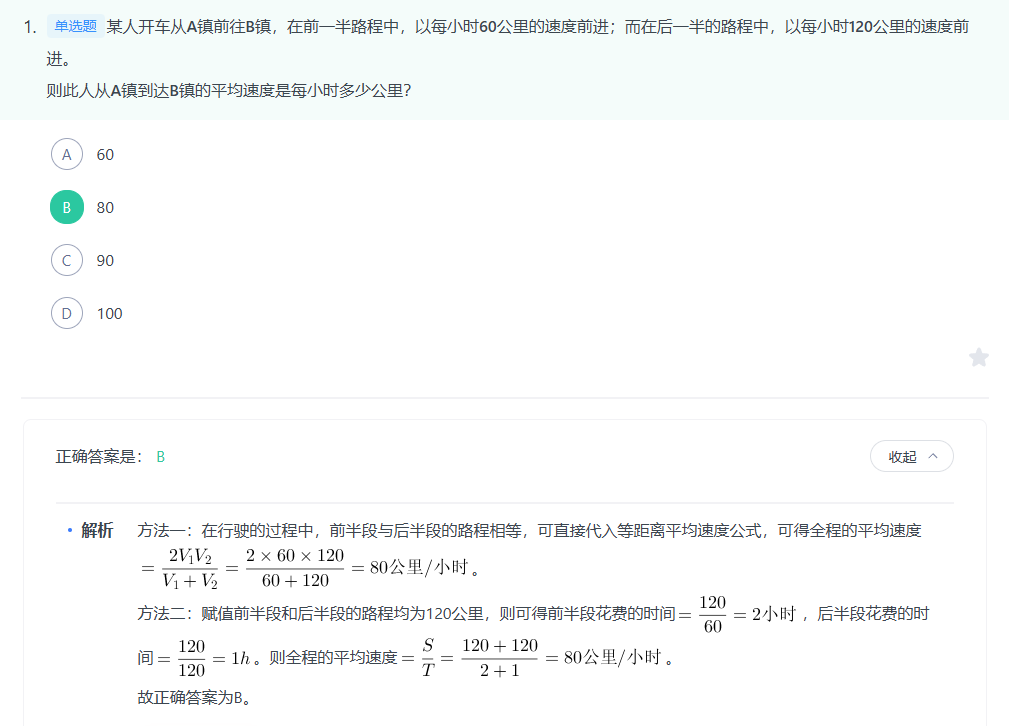 1. 单选题 某人开车从A镇前往B镇，在前一半路程中，以每小时60公里的速度前进；而在后一半的路程中，以每小时120公里的速度前
进。
则此人从A镇到达B镇的平均速度是每小时多少公里？
A 60
B 80
C 90
D 100
正确答案是： B 收起
• 解析 方法一：在行驶的过程中，前半段与后半段的路程相等，可直接代入等距离平均速度公式，可得全程的平均速度
= \frac{2V_1V_2}{V_1+V_2} = \frac{2×60×120}{60+120} = 80公里/小时。
方法二：赋值前半段和后半段的路程均为120公里，则可得前半段花费的时间 = \frac{120}{60} = 2小时，后半段花费的时
间 = \frac{120}{120} = 1h。则全程的平均速度 = \frac{S}{T} = \frac{120+120}{2+1} = 80公里/小时。
故正确答案为B。